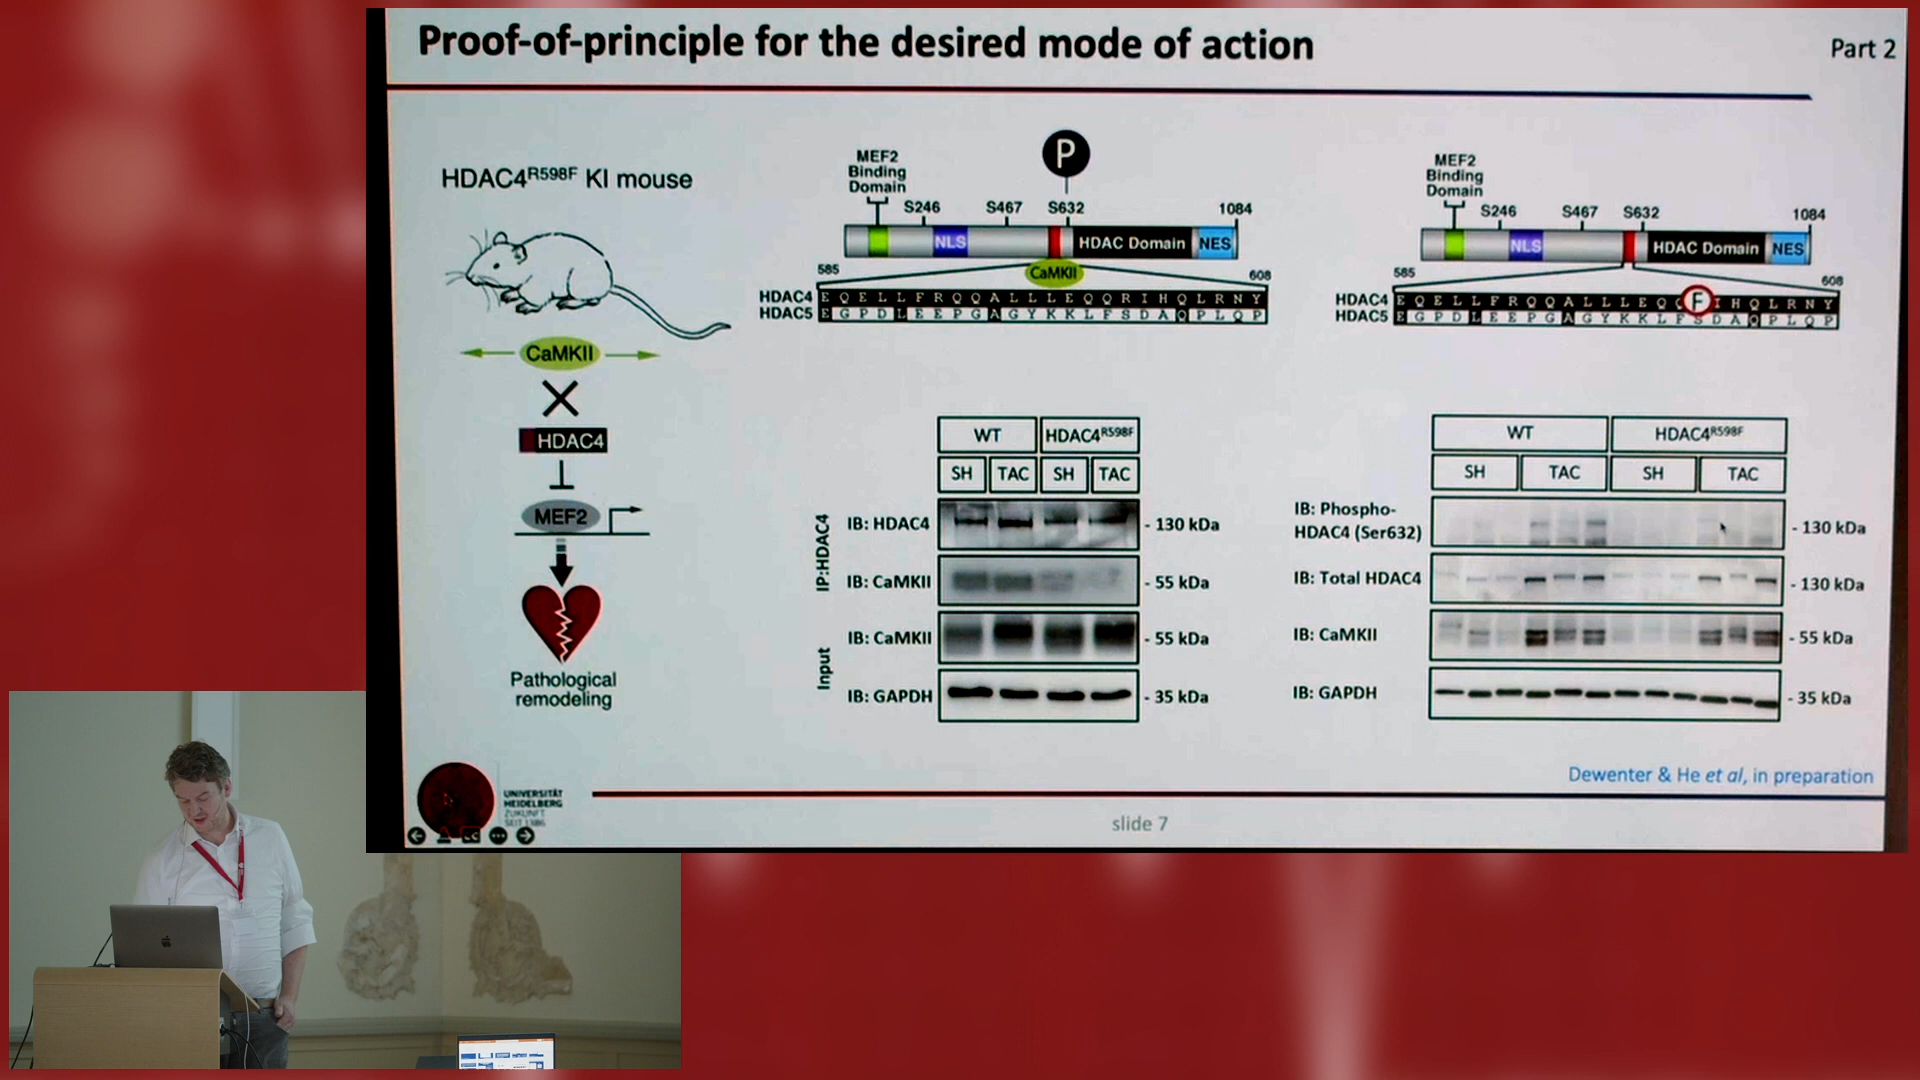 Proof-of-principle for the desired mode of action
Part 2
HDAC4R598F KI mouse
CaMKII
HDAC4
MEF2
Pathological
remodeling
P
MEF2
Binding
Domain
S246
S467
S632
1084
NLS
HDAC Domain
NES
CaMKII
585
608
HDAC4 E Q E L L F R Q Q A L L L E Q Q R I H Q L R N Y
HDAC5 E G P D L E E P G A G Y K K L F S D A Q P L Q P
MEF2
Binding
Domain
S246
S467
S632
1084
NLS
HDAC Domain
NES
585
608
HDAC4 E Q E L L F R Q Q A L L L E Q Q F I H Q L R N Y
HDAC5 E G P D L E E P G A G Y K K L F S D A Q P L Q P
WT
HDAC4R598F
SH
TAC
SH
TAC
IP:HDAC4
IB: HDAC4
- 130 kDa
IB: CaMKII
- 55 kDa
Input
IB: CaMKII
- 55 kDa
IB: GAPDH
- 35 kDa
WT
HDAC4R598F
SH
TAC
SH
TAC
IB: Phospho-
HDAC4 (Ser632)
- 130 kDa
IB: Total HDAC4
- 130 kDa
IB: CaMKII
- 55 kDa
IB: GAPDH
- 35 kDa
Dewenter & He et al, in preparation
UNIVERSITÄT
HEIDELBERG
ZUKUNFT
SEIT 1386
slide 7